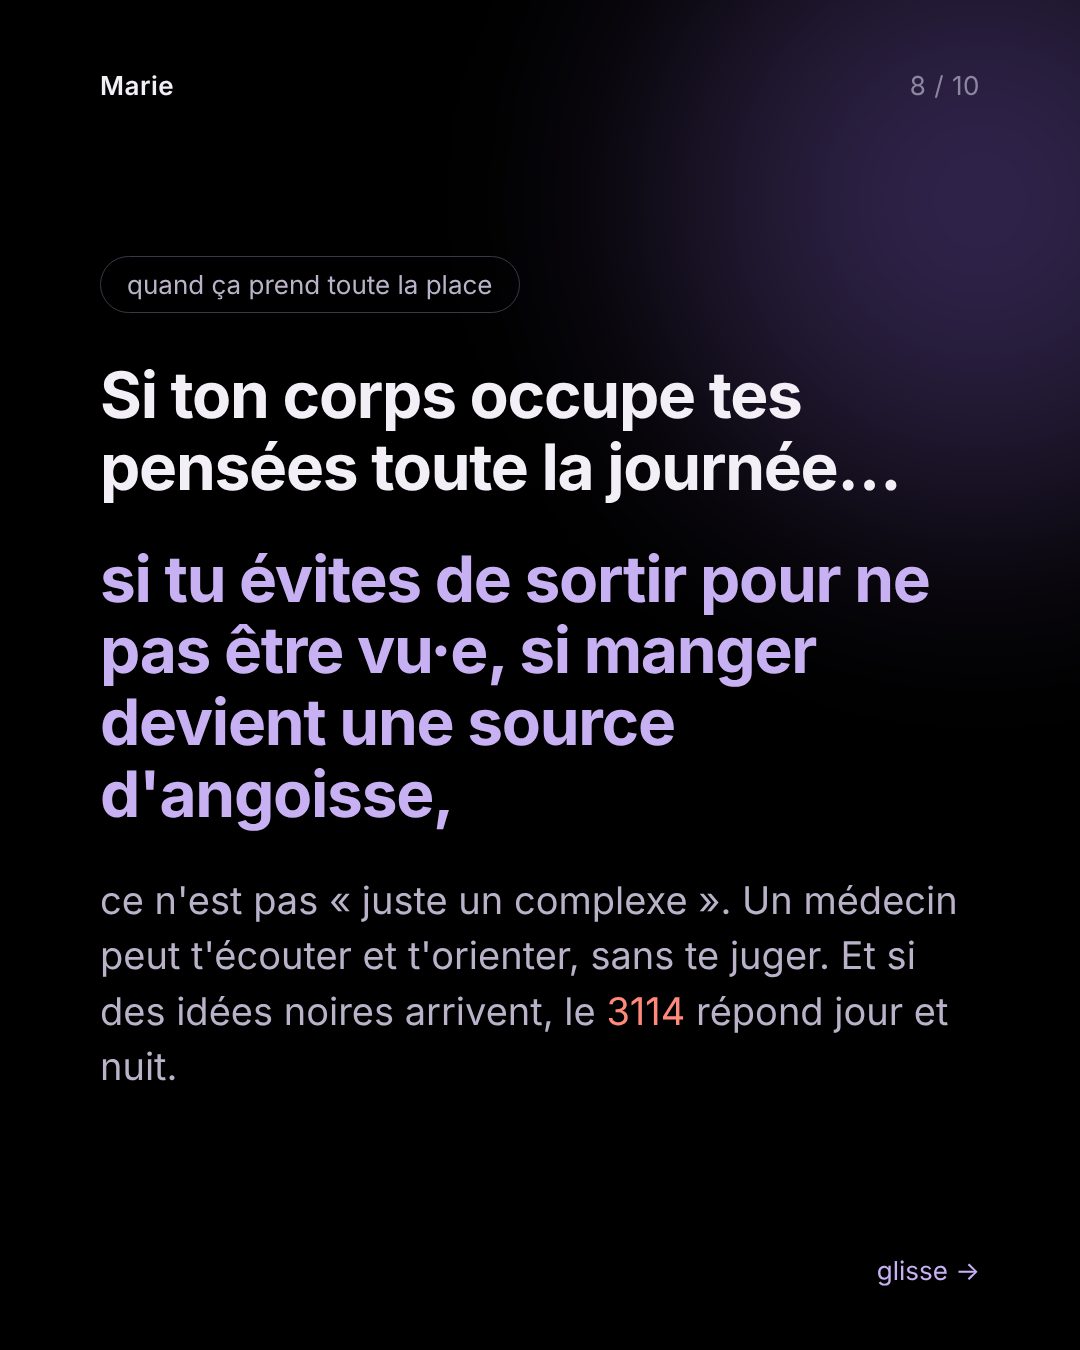 Marie
8 / 10
quand ça prend toute la place
Si ton corps occupe tes
pensées toute la journée…
si tu évites de sortir pour ne
pas être vu·e, si manger
devient une source
d'angoisse,
ce n'est pas « juste un complexe ». Un médecin
peut t'écouter et t'orienter, sans te juger. Et si
des idées noires arrivent, le 3114 répond jour et
nuit.
glisse →